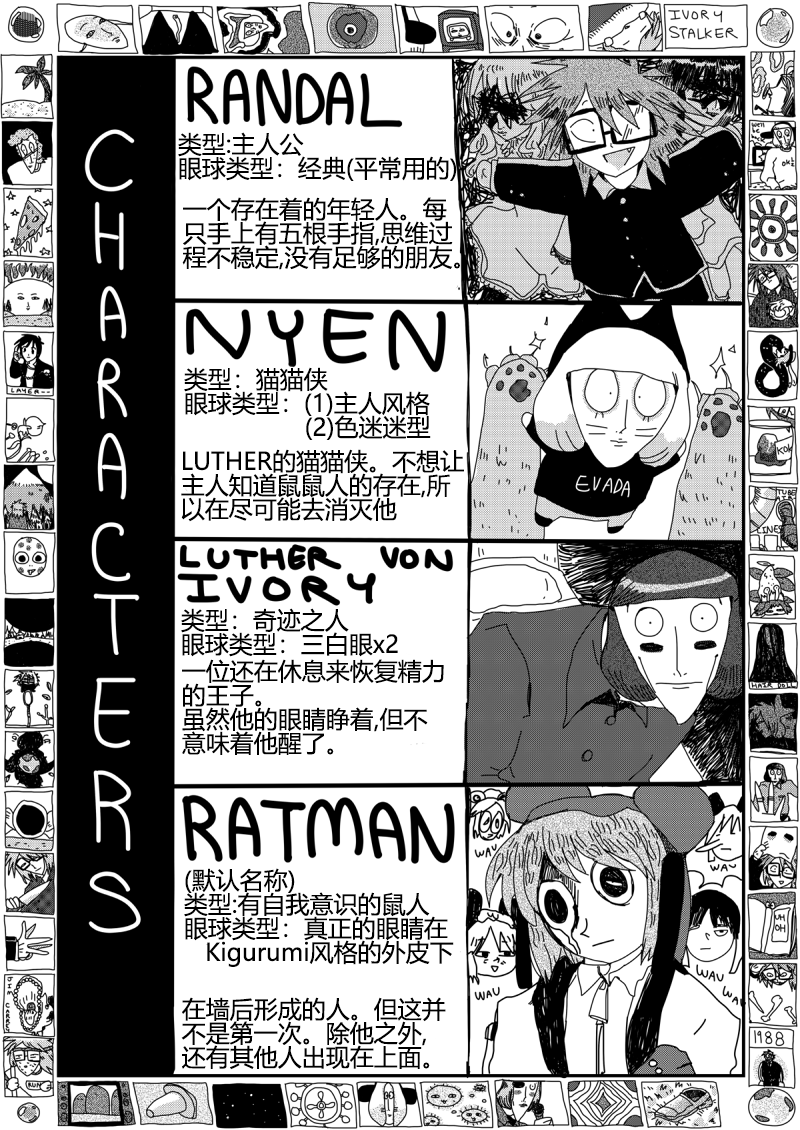 IVORY
STALKER
CHARACTERS
RANDAL
类型:主人公
眼球类型：经典(平常用的)
一个存在着的年轻人。每
只手上有五根手指,思维过
程不稳定,没有足够的朋友。
NYEN
类型：猫猫侠
眼球类型：(1)主人风格
(2)色迷迷型
LUTHER的猫猫侠。不想让
主人知道鼠鼠人的存在,所
以在尽可能去消灭他
EVADA
LUTHER VON
IVORY
类型：奇迹之人
眼球类型：三白眼x2
一位还在休息来恢复精力
的王子。
虽然他的眼睛睁着,但不
意味着他醒了。
RATMAN
(默认名称)
类型:有自我意识的鼠人
眼球类型：真正的眼睛在
Kigurumi风格的外皮下
在墙后形成的人。但这并
不是第一次。除他之外,
还有其他人出现在上面。
WAU
WAU
WAU
WAU
WAU
LAYER--
JIM
CARRE
RUN
OK!
KOK
TUBE
LINES
HAIR DOLL
UH
OH
1988